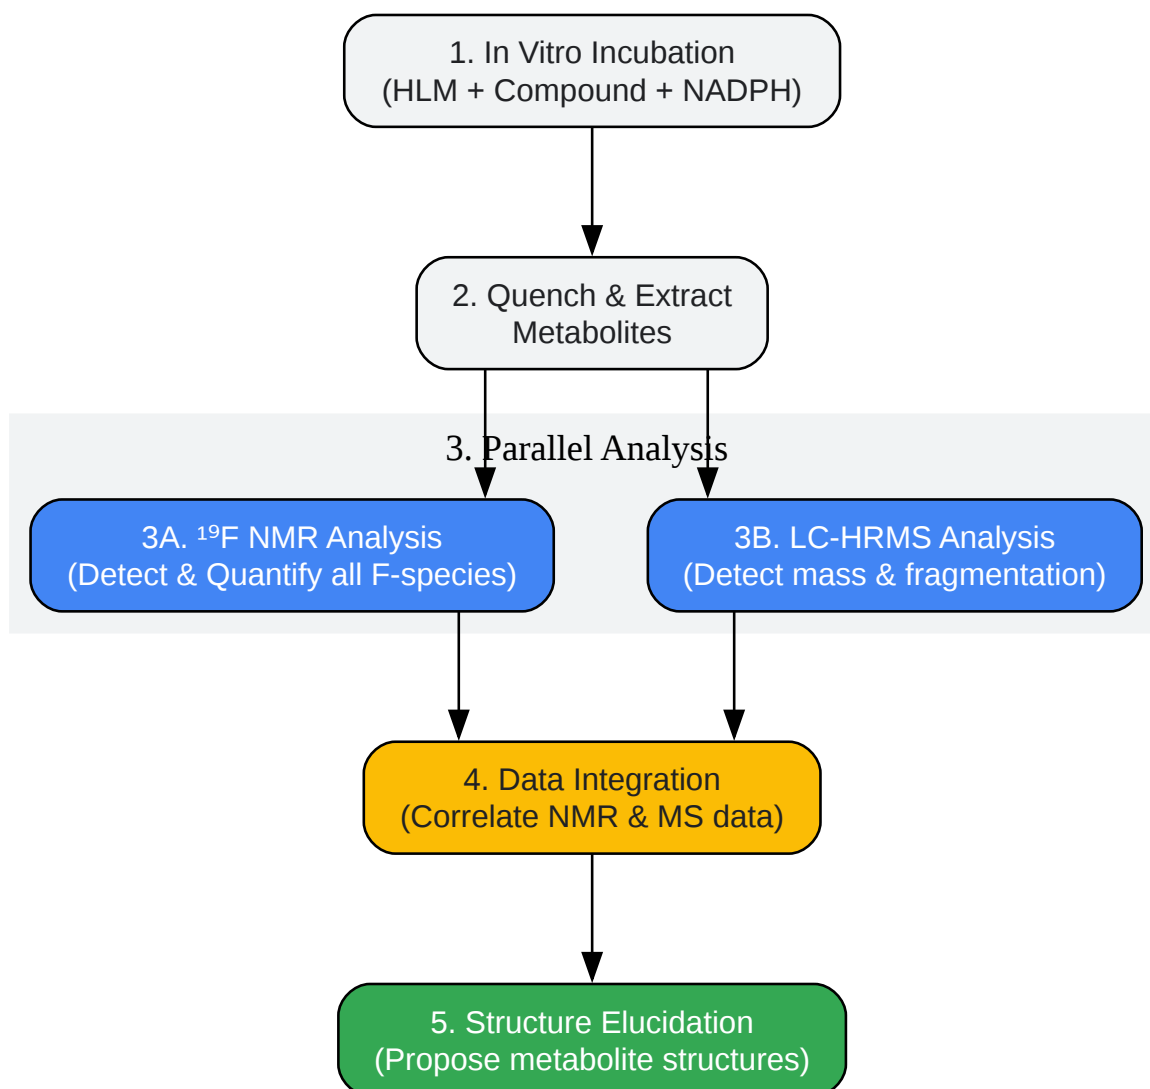 1. In Vitro Incubation
(HLM + Compound + NADPH)
2. Quench & Extract
Metabolites
3. Parallel Analysis
3A. ¹⁹F NMR Analysis
(Detect & Quantify all F-species)
3B. LC-HRMS Analysis
(Detect mass & fragmentation)
4. Data Integration
(Correlate NMR & MS data)
5. Structure Elucidation
(Propose metabolite structures)